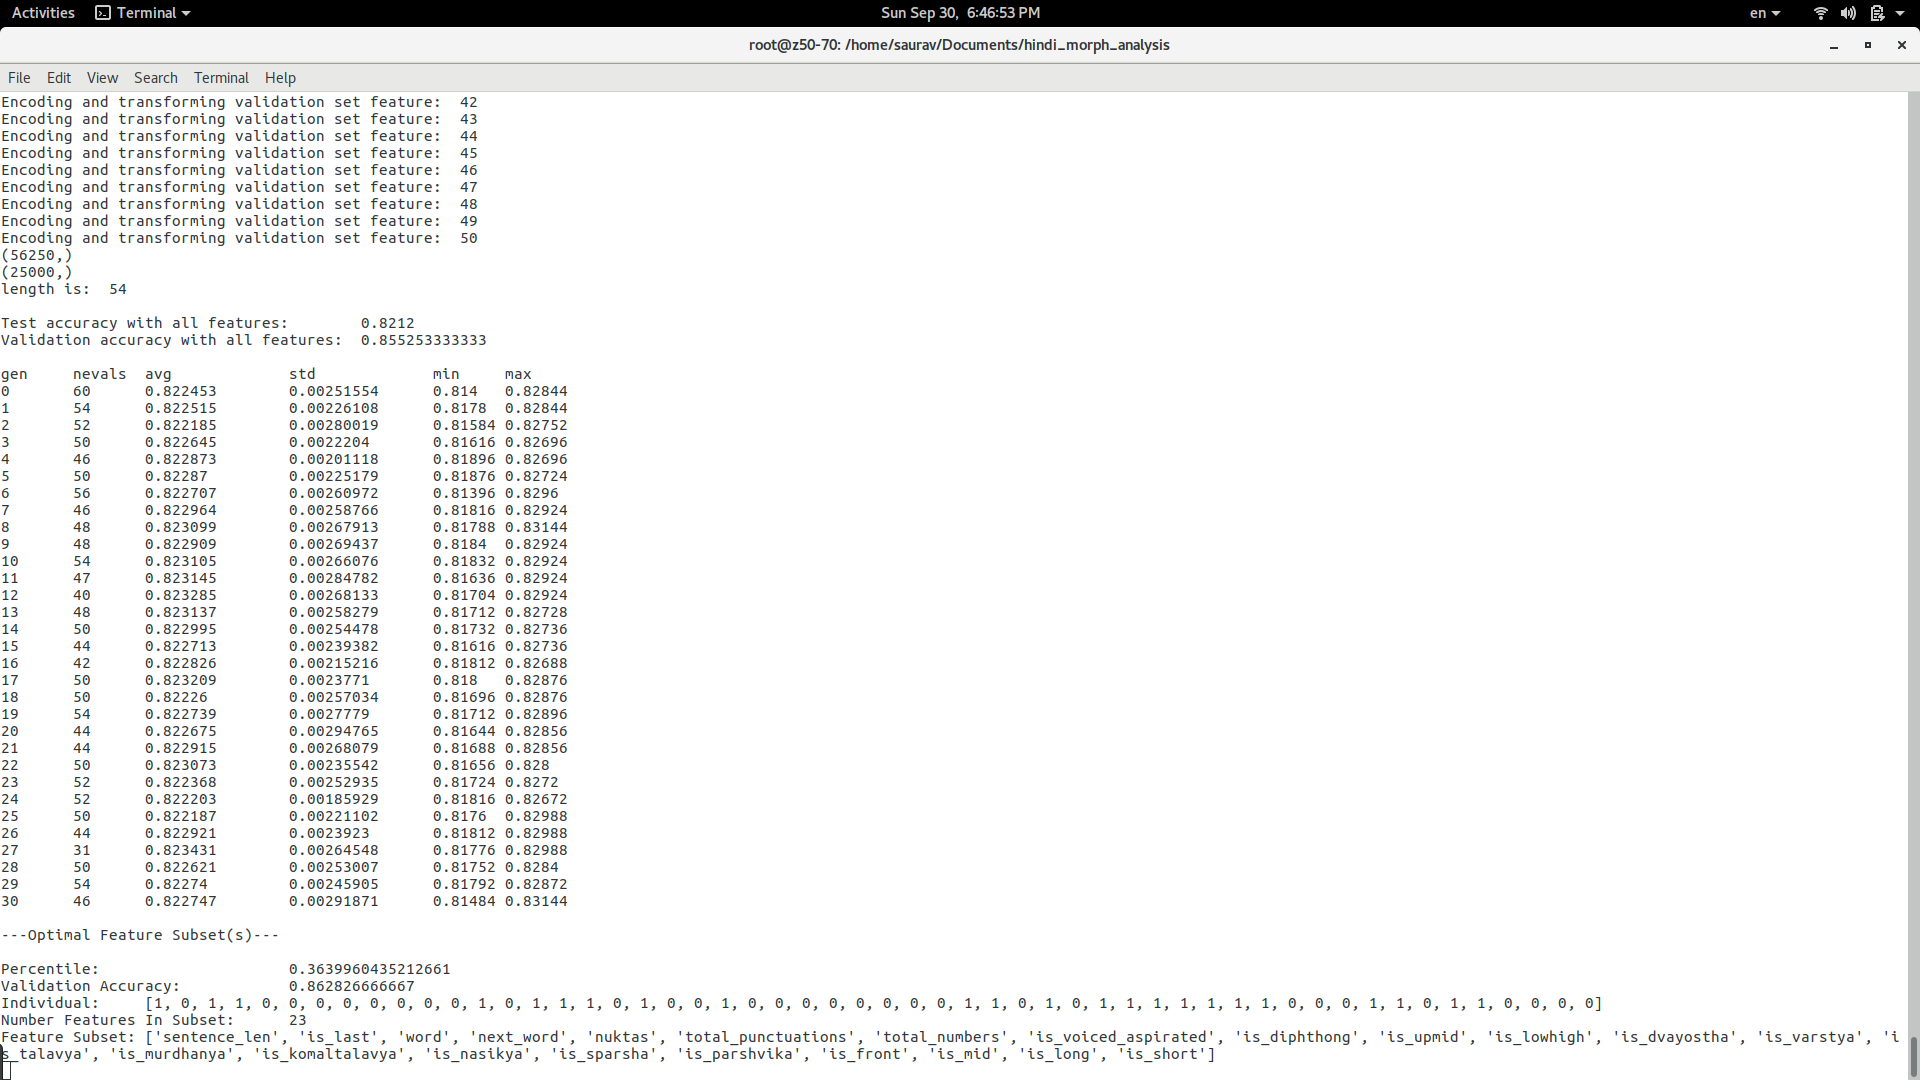 Activities Terminal Sun Sep 30, 6:46:53 PM en
root@z50-70: /home/saurav/Documents/hindi_morph_analysis
File Edit View Search Terminal Help
Encoding and transforming validation set feature:  42
Encoding and transforming validation set feature:  43
Encoding and transforming validation set feature:  44
Encoding and transforming validation set feature:  45
Encoding and transforming validation set feature:  46
Encoding and transforming validation set feature:  47
Encoding and transforming validation set feature:  48
Encoding and transforming validation set feature:  49
Encoding and transforming validation set feature:  50
(56250,)
(25000,)
length is:  54
Test accuracy with all features:        0.8212
Validation accuracy with all features:  0.855253333333
gen nevals avg std min max
0 60 0.822453 0.00251554 0.814 0.82844
1 54 0.822515 0.00226108 0.8178 0.82844
2 52 0.822185 0.00280019 0.81584 0.82752
3 50 0.822645 0.0022204 0.81616 0.82696
4 46 0.822873 0.00201118 0.81896 0.82696
5 50 0.82287 0.00225179 0.81876 0.82724
6 56 0.822707 0.00260972 0.81396 0.8296
7 46 0.822964 0.00258766 0.81816 0.82924
8 48 0.823099 0.00267913 0.81788 0.83144
9 48 0.822909 0.00269437 0.8184 0.82924
10 54 0.823105 0.00266076 0.81832 0.82924
11 47 0.823145 0.00284782 0.81636 0.82924
12 40 0.823285 0.00268133 0.81704 0.82924
13 48 0.823137 0.00258279 0.81712 0.82728
14 50 0.822995 0.00254478 0.81732 0.82736
15 44 0.822713 0.00239382 0.81616 0.82736
16 42 0.822826 0.00215216 0.81812 0.82688
17 50 0.823209 0.0023771 0.818 0.82876
18 50 0.82226 0.00257034 0.81696 0.82876
19 54 0.822739 0.0027779 0.81712 0.82896
20 44 0.822675 0.00294765 0.81644 0.82856
21 44 0.822915 0.00268079 0.81688 0.82856
22 50 0.823073 0.00235542 0.81656 0.828
23 52 0.822368 0.00252935 0.81724 0.8272
24 52 0.822203 0.00185929 0.81816 0.82672
25 50 0.822187 0.00221102 0.8176 0.82988
26 44 0.822921 0.0023923 0.81812 0.82988
27 31 0.823431 0.00264548 0.81776 0.82988
28 50 0.822621 0.00253007 0.81752 0.8284
29 54 0.82274 0.00245905 0.81792 0.82872
30 46 0.822747 0.00291871 0.81484 0.83144
---Optimal Feature Subset(s)---
Percentile: 0.3639960435212661
Validation Accuracy: 0.862826666667
Individual: [1, 0, 1, 1, 0, 0, 0, 0, 0, 0, 0, 0, 1, 0, 1, 1, 1, 0, 1, 0, 0, 1, 0, 0, 0, 0, 0, 0, 0, 0, 1, 1, 0, 1, 0, 1, 1, 1, 1, 1, 1, 1, 0, 0, 0, 1, 1, 0, 1, 1, 0, 0, 0, 0]
Number Features In Subset: 23
Feature Subset: ['sentence_len', 'is_last', 'word', 'next_word', 'nuktas', 'total_punctuations', 'total_numbers', 'is_voiced_aspirated', 'is_diphthong', 'is_upmid', 'is_lowhigh', 'is_dvayostha', 'is_varstya', 'i
s_talavya', 'is_murdhanya', 'is_komaltalavya', 'is_nasikya', 'is_sparsha', 'is_parshvika', 'is_front', 'is_mid', 'is_long', 'is_short']